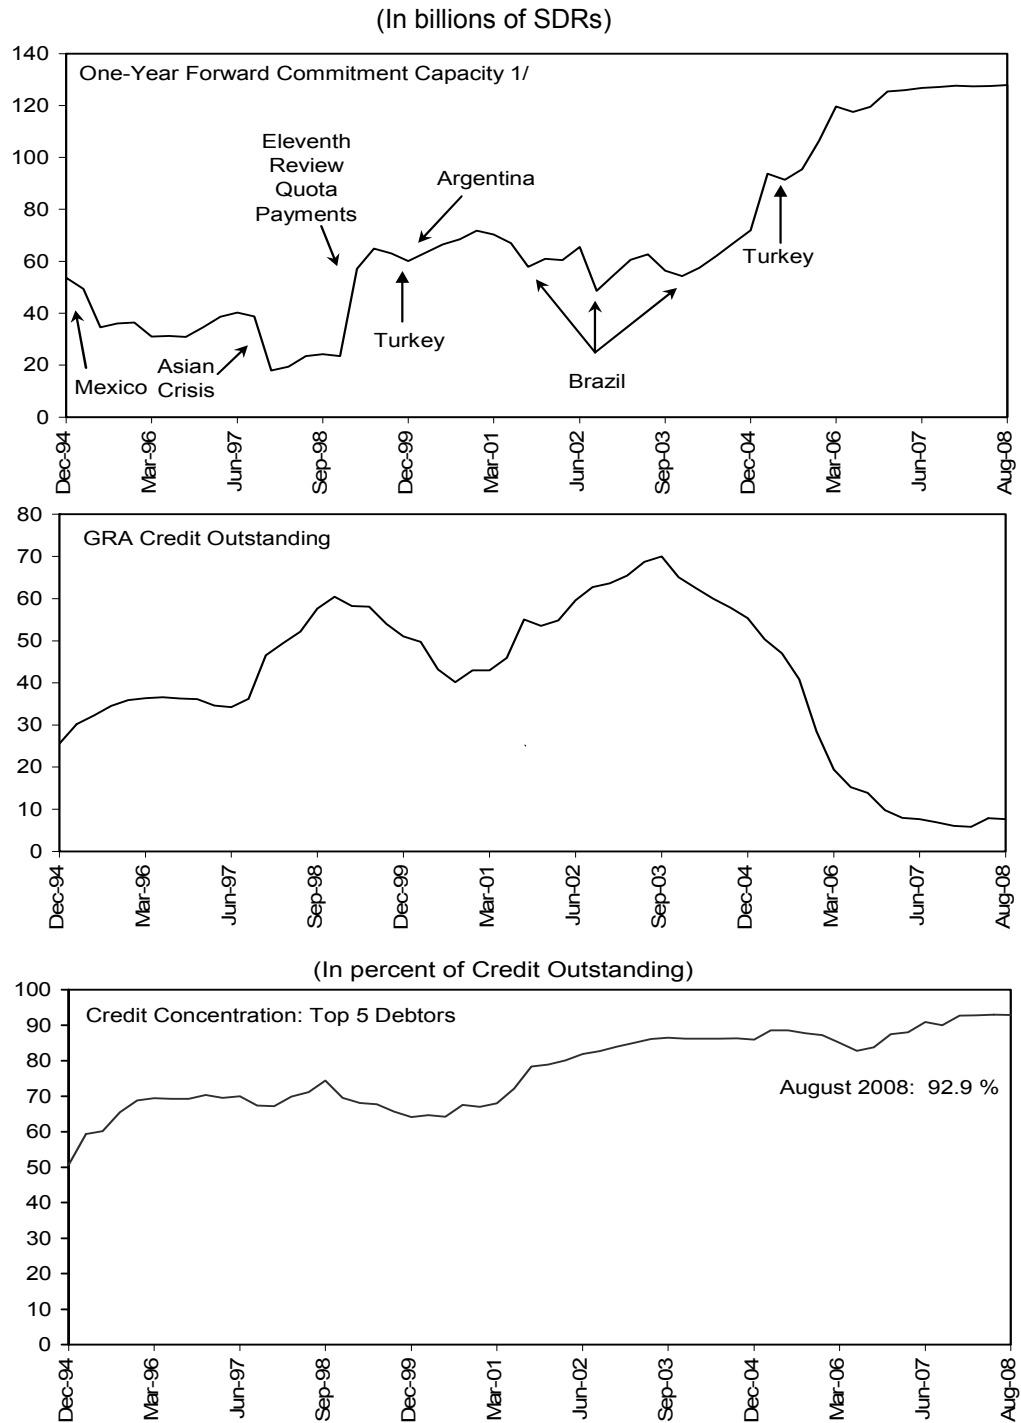 (In billions of SDRs)
One-Year Forward Commitment Capacity 1/
140
120
100
80
60
40
20
0
Eleventh
Review
Quota
Payments
Argentina
Mexico
Asian
Crisis
Turkey
Brazil
Turkey
Dec-94
Mar-96
Jun-97
Sep-98
Dec-99
Mar-01
Jun-02
Sep-03
Dec-04
Mar-06
Jun-07
Aug-08
GRA Credit Outstanding
80
70
60
50
40
30
20
10
0
Dec-94
Mar-96
Jun-97
Sep-98
Dec-99
Mar-01
Jun-02
Sep-03
Dec-04
Mar-06
Jun-07
Aug-08
(In percent of Credit Outstanding)
Credit Concentration: Top 5 Debtors
100
90
80
70
60
50
40
30
20
10
0
August 2008: 92.9 %
Dec-94
Mar-96
Jun-97
Sep-98
Dec-99
Mar-01
Jun-02
Sep-03
Dec-04
Mar-06
Jun-07
Aug-08